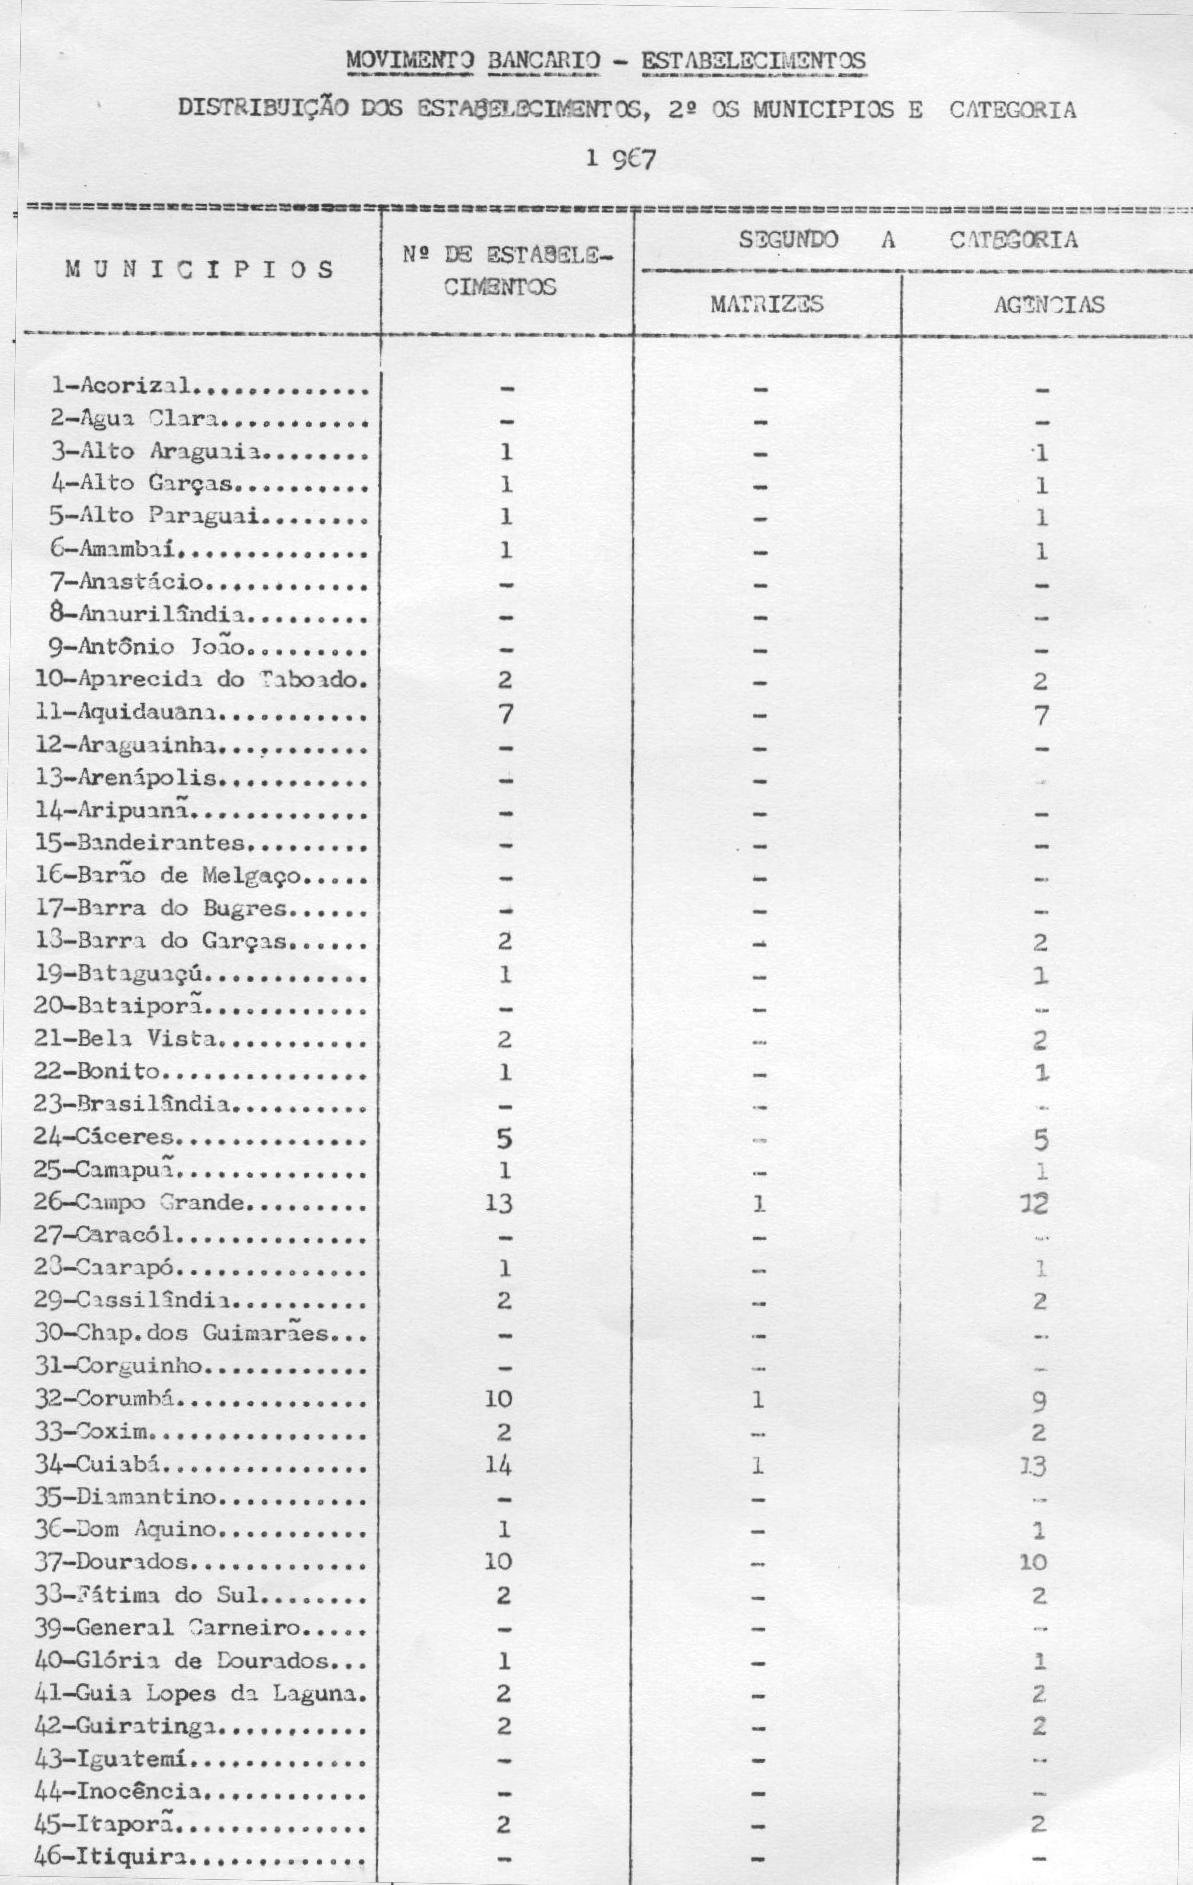 MOVIMENTO BANCARIO - ESTABELECIMENTOS
DISTRIBUIÇÃO DOS ESTABELECIMENTOS, 2º OS MUNICIPIOS E CATEGORIA
1 967
MUNICIPIOS
Nº DE ESTABELE-
CIMENTOS
SEGUNDO A CATEGORIA
MATRIZES
AGENCIAS
1-Acorizal............. - - -
2-Agua Clara........... - - -
3-Alto Araguaia........ 1 - 1
4-Alto Garças.......... 1 - 1
5-Alto Paraguai........ 1 - 1
6-Amambaí.............. 1 - 1
7-Anastácio............ - - -
8-Anaurilândia......... - - -
9-Antônio João......... - - -
10-Aparecida do Taboado. 2 - 2
11-Aquidauana........... 7 - 7
12-Araguainha........... - - -
13-Arenápolis........... - - -
14-Aripuanã............. - - -
15-Bandeirantes......... - - -
16-Barão de Melgaço..... - - -
17-Barra do Bugres...... - - -
18-Barra do Garças...... 2 - 2
19-Bataguaçú............ 1 - 1
20-Bataiporã............ - - -
21-Bela Vista........... 2 - 2
22-Bonito............... 1 - 1
23-Brasilândia.......... - - -
24-Cáceres.............. 5 - 5
25-Camapuã.............. 1 - 1
26-Campo Grande......... 13 1 12
27-Caracól.............. - - -
28-Caarapó.............. 1 - 1
29-Cassilândia.......... 2 - 2
30-Chap.dos Guimarães... - - -
31-Corguinho............ - - -
32-Corumbá.............. 10 1 9
33-Coxim................ 2 - 2
34-Cuiabá............... 14 1 13
35-Diamantino........... - - -
36-Dom Aquino........... 1 - 1
37-Dourados............. 10 - 10
38-Fátima do Sul........ 2 - 2
39-General Carneiro..... - - -
40-Glória de Dourados... 1 - 1
41-Guia Lopes da Laguna. 2 - 2
42-Guiratinga........... 2 - 2
43-Iguatemí............. - - -
44-Inocência............ - - -
45-Itaporã.............. 2 - 2
46-Itiquira............. - - -